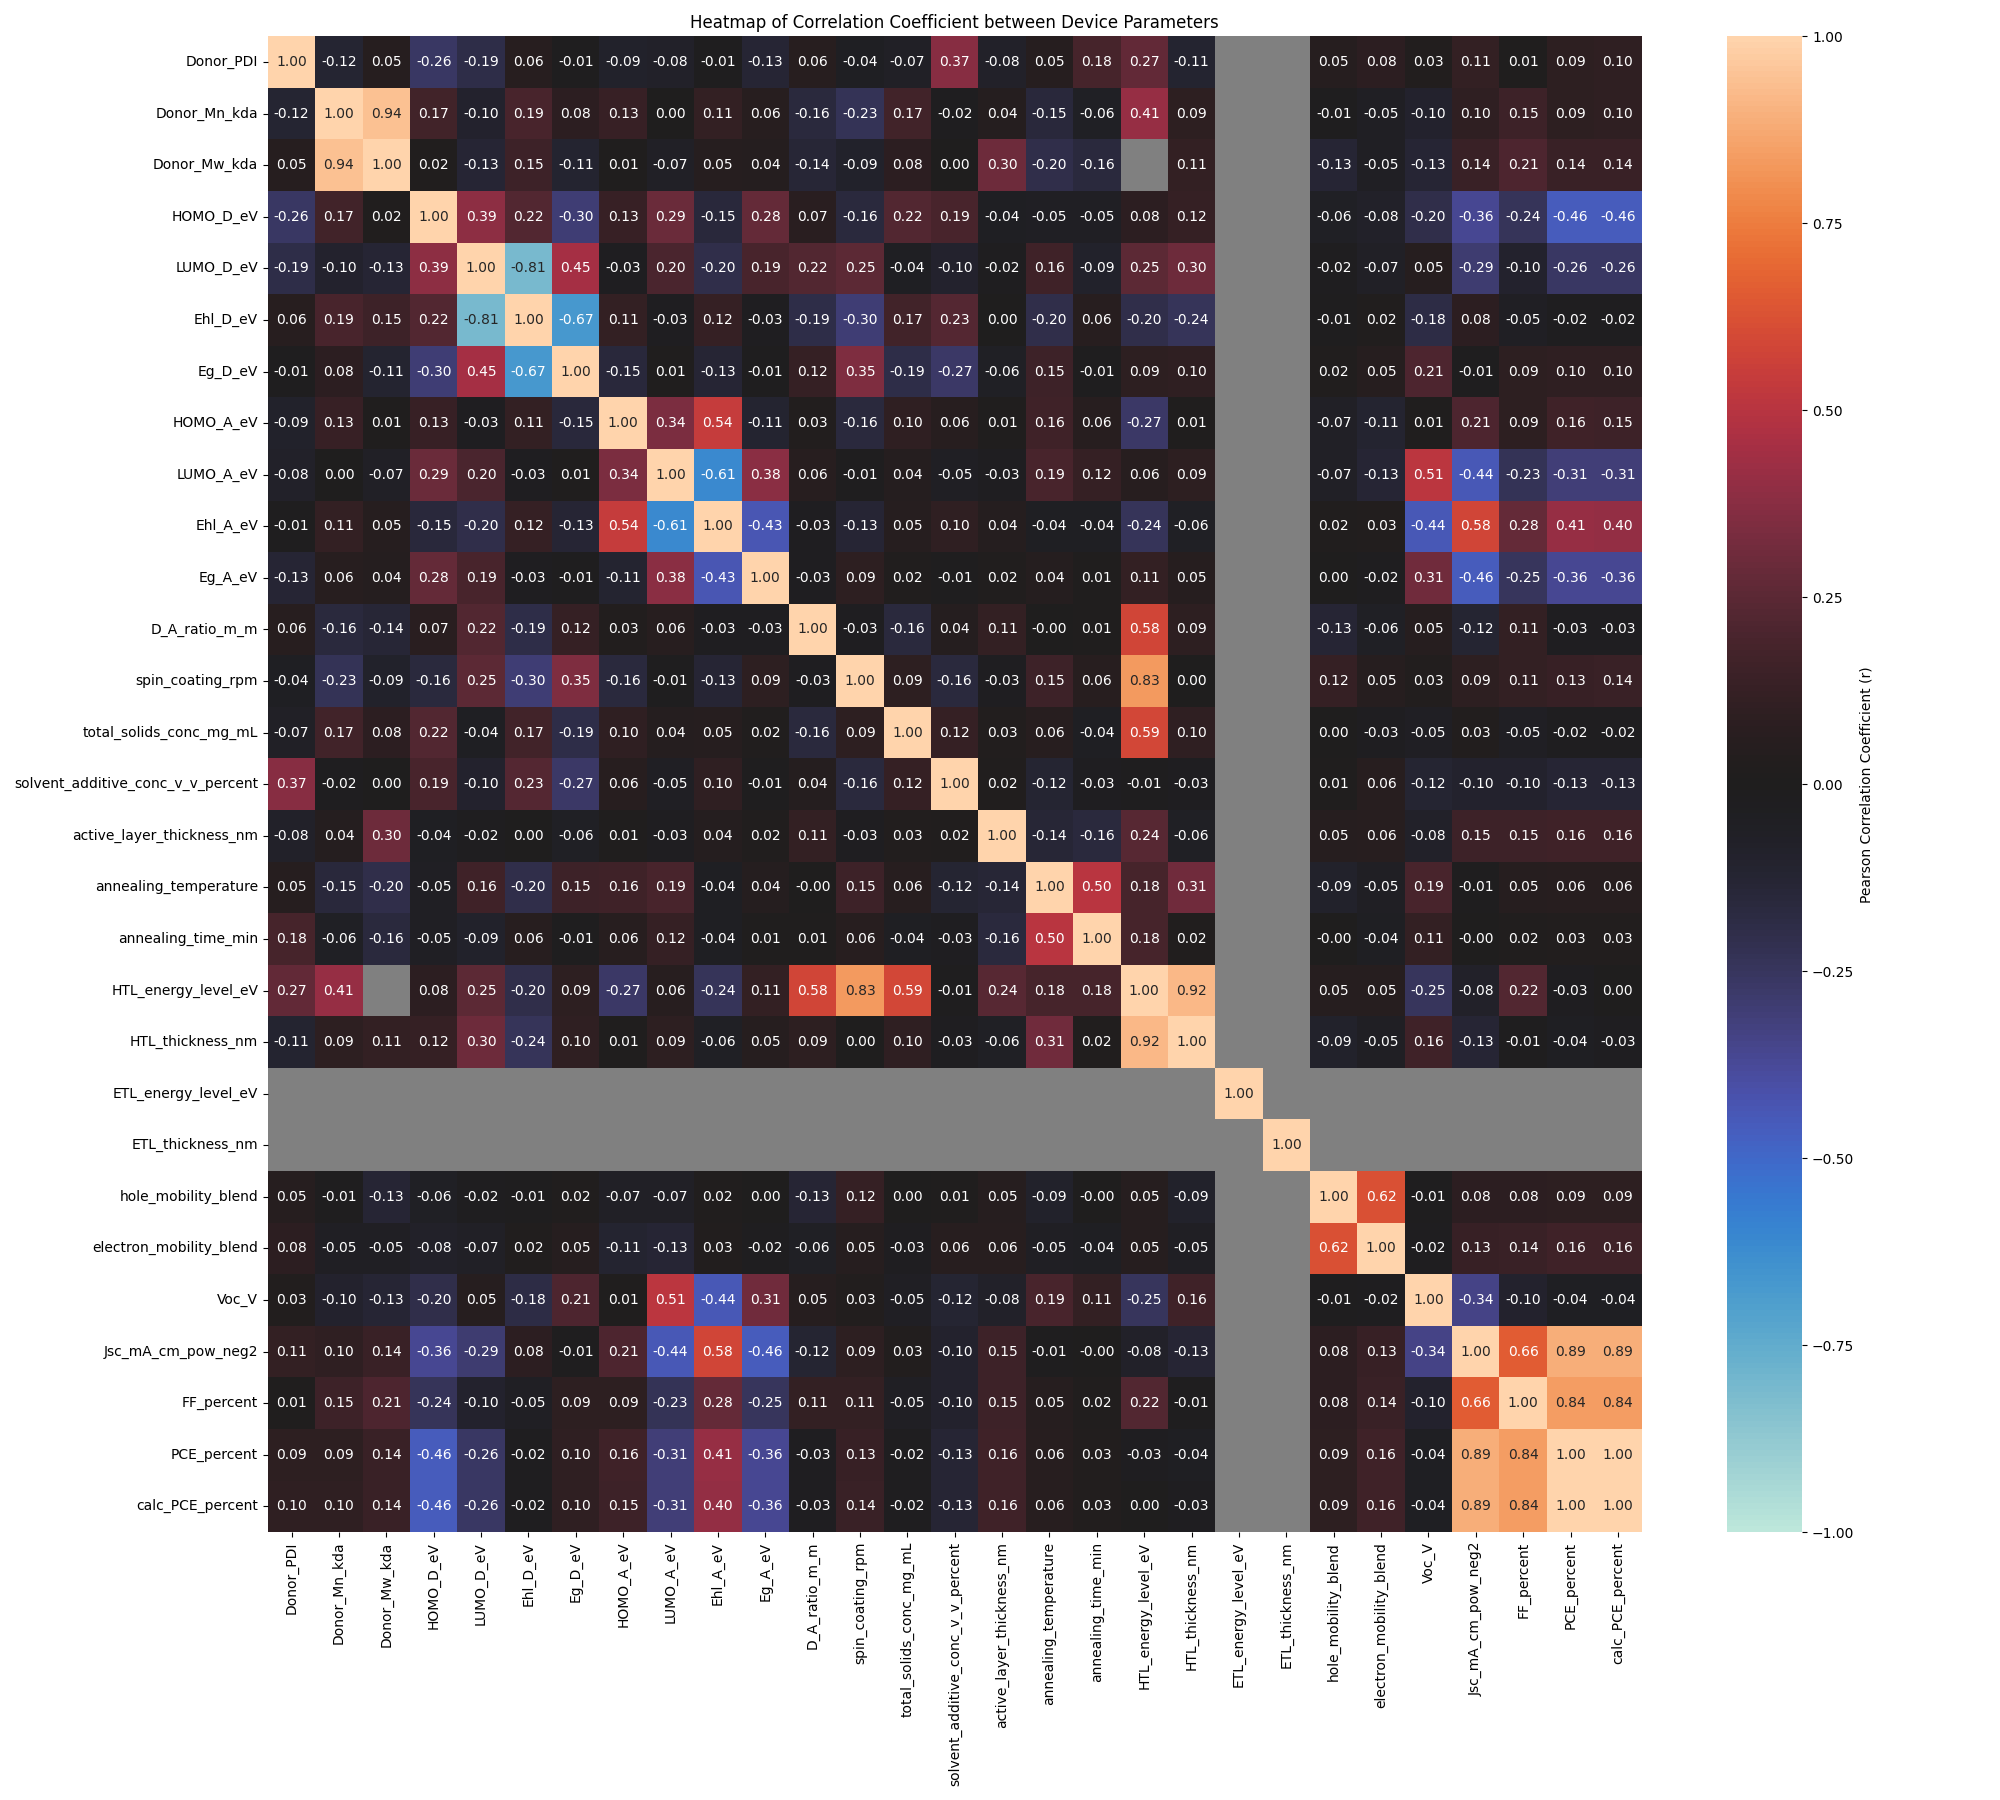 Heatmap of Correlation Coefficient between Device Parameters
Donor_PDI 1.00 -0.12 0.05 -0.26 -0.19 0.06 -0.01 -0.09 -0.08 -0.01 -0.13 0.06 -0.04 -0.07 0.37 -0.08 0.05 0.18 0.27 -0.11 0.05 0.08 0.03 0.11 0.01 0.09 0.10
Donor_Mn_kda -0.12 1.00 0.94 0.17 -0.10 0.19 0.08 0.13 0.00 0.11 0.06 -0.16 -0.23 0.17 -0.02 0.04 -0.15 -0.06 0.41 0.09 -0.01 -0.05 -0.10 0.10 0.15 0.09 0.10
Donor_Mw_kda 0.05 0.94 1.00 0.02 -0.13 0.15 -0.11 0.01 -0.07 0.05 0.04 -0.14 -0.09 0.08 0.00 0.30 -0.20 -0.16 0.11 -0.13 -0.05 -0.13 0.14 0.21 0.14 0.14
HOMO_D_eV -0.26 0.17 0.02 1.00 0.39 0.22 -0.30 0.13 0.29 -0.15 0.28 0.07 -0.16 0.22 0.19 -0.04 -0.05 -0.05 0.08 0.12 -0.06 -0.08 -0.20 -0.36 -0.24 -0.46 -0.46
LUMO_D_eV -0.19 -0.10 -0.13 0.39 1.00 -0.81 0.45 -0.03 0.20 -0.20 0.19 0.22 0.25 -0.04 -0.10 -0.02 0.16 -0.09 0.25 0.30 -0.02 -0.07 0.05 -0.29 -0.10 -0.26 -0.26
Ehl_D_eV 0.06 0.19 0.15 0.22 -0.81 1.00 -0.67 0.11 -0.03 0.12 -0.03 -0.19 -0.30 0.17 0.23 0.00 -0.20 0.06 -0.20 -0.24 -0.01 0.02 -0.18 0.08 -0.05 -0.02 -0.02
Eg_D_eV -0.01 0.08 -0.11 -0.30 0.45 -0.67 1.00 -0.15 0.01 -0.13 -0.01 0.12 0.35 -0.19 -0.27 -0.06 0.15 -0.01 0.09 0.10 0.02 0.05 0.21 -0.01 0.09 0.10 0.10
HOMO_A_eV -0.09 0.13 0.01 0.13 -0.03 0.11 -0.15 1.00 0.34 0.54 -0.11 0.03 -0.16 0.10 0.06 0.01 0.16 0.06 -0.27 0.01 -0.07 -0.11 0.01 0.21 0.09 0.16 0.15
LUMO_A_eV -0.08 0.00 -0.07 0.29 0.20 -0.03 0.01 0.34 1.00 -0.61 0.38 0.06 -0.01 0.04 -0.05 -0.03 0.19 0.12 0.06 0.09 -0.07 -0.13 0.51 -0.44 -0.23 -0.31 -0.31
Ehl_A_eV -0.01 0.11 0.05 -0.15 -0.20 0.12 -0.13 0.54 -0.61 1.00 -0.43 -0.03 -0.13 0.05 0.10 0.04 -0.04 -0.04 -0.24 -0.06 0.02 0.03 -0.44 0.58 0.28 0.41 0.40
Eg_A_eV -0.13 0.06 0.04 0.28 0.19 -0.03 -0.01 -0.11 0.38 -0.43 1.00 -0.03 0.09 0.02 -0.01 0.02 0.04 0.01 0.11 0.05 0.00 -0.02 0.31 -0.46 -0.25 -0.36 -0.36
D_A_ratio_m_m 0.06 -0.16 -0.14 0.07 0.22 -0.19 0.12 0.03 0.06 -0.03 -0.03 1.00 -0.03 -0.16 0.04 0.11 -0.00 0.01 0.58 0.09 -0.13 -0.06 0.05 -0.12 0.11 -0.03 -0.03
spin_coating_rpm -0.04 -0.23 -0.09 -0.16 0.25 -0.30 0.35 -0.16 -0.01 -0.13 0.09 -0.03 1.00 0.09 -0.16 -0.03 0.15 0.06 0.83 0.00 0.12 0.05 0.03 0.09 0.11 0.13 0.14
total_solids_conc_mg_mL -0.07 0.17 0.08 0.22 -0.04 0.17 -0.19 0.10 0.04 0.05 0.02 -0.16 0.09 1.00 0.12 0.03 0.06 -0.04 0.59 0.10 0.00 -0.03 -0.05 0.03 -0.05 -0.02 -0.02
solvent_additive_conc_v_v_percent 0.37 -0.02 0.00 0.19 -0.10 0.23 -0.27 0.06 -0.05 0.10 -0.01 0.04 -0.16 0.12 1.00 0.02 -0.12 -0.03 -0.01 -0.03 0.01 0.06 -0.12 -0.10 -0.10 -0.13 -0.13
active_layer_thickness_nm -0.08 0.04 0.30 -0.04 -0.02 0.00 -0.06 0.01 -0.03 0.04 0.02 0.11 -0.03 0.03 0.02 1.00 -0.14 -0.16 0.24 -0.06 0.05 0.06 -0.08 0.15 0.15 0.16 0.16
annealing_temperature 0.05 -0.15 -0.20 -0.05 0.16 -0.20 0.15 0.16 0.19 -0.04 0.04 -0.00 0.15 0.06 -0.12 -0.14 1.00 0.50 0.18 0.31 -0.09 -0.05 0.19 -0.01 0.05 0.06 0.06
annealing_time_min 0.18 -0.06 -0.16 -0.05 -0.09 0.06 -0.01 0.06 0.12 -0.04 0.01 0.01 0.06 -0.04 -0.03 -0.16 0.50 1.00 0.18 0.02 -0.00 -0.04 0.11 -0.00 0.02 0.03 0.03
HTL_energy_level_eV 0.27 0.41 0.08 0.25 -0.20 0.09 -0.27 0.06 -0.24 0.11 0.58 0.83 0.59 -0.01 0.24 0.18 0.18 1.00 0.92 0.05 0.05 -0.25 -0.08 0.22 -0.03 0.00
HTL_thickness_nm -0.11 0.09 0.11 0.12 0.30 -0.24 0.10 0.01 0.09 -0.06 0.05 0.09 0.00 0.10 -0.03 -0.06 0.31 0.02 0.92 1.00 -0.09 -0.05 0.16 -0.13 -0.01 -0.04 -0.03
ETL_energy_level_eV 1.00
ETL_thickness_nm 1.00
hole_mobility_blend 0.05 -0.01 -0.13 -0.06 -0.02 -0.01 0.02 -0.07 -0.07 0.02 0.00 -0.13 0.12 0.00 0.01 0.05 -0.09 -0.00 0.05 -0.09 1.00 0.62 -0.01 0.08 0.08 0.09 0.09
electron_mobility_blend 0.08 -0.05 -0.05 -0.08 -0.07 0.02 0.05 -0.11 -0.13 0.03 -0.02 -0.06 0.05 -0.03 0.06 0.06 -0.05 -0.04 0.05 -0.05 0.62 1.00 -0.02 0.13 0.14 0.16 0.16
Voc_V 0.03 -0.10 -0.13 -0.20 0.05 -0.18 0.21 0.01 0.51 -0.44 0.31 0.05 0.03 -0.05 -0.12 -0.08 0.19 0.11 -0.25 0.16 -0.01 -0.02 1.00 -0.34 -0.10 -0.04 -0.04
Jsc_mA_cm_pow_neg2 0.11 0.10 0.14 -0.36 -0.29 0.08 -0.01 0.21 -0.44 0.58 -0.46 -0.12 0.09 0.03 -0.10 0.15 -0.01 -0.00 -0.08 -0.13 0.08 0.13 -0.34 1.00 0.66 0.89 0.89
FF_percent 0.01 0.15 0.21 -0.24 -0.10 -0.05 0.09 0.09 -0.23 0.28 -0.25 0.11 0.11 -0.05 -0.10 0.15 0.05 0.02 0.22 -0.01 0.08 0.14 -0.10 0.66 1.00 0.84 0.84
PCE_percent 0.09 0.09 0.14 -0.46 -0.26 -0.02 0.10 0.16 -0.31 0.41 -0.36 -0.03 0.13 -0.02 -0.13 0.16 0.06 0.03 -0.03 -0.04 0.09 0.16 -0.04 0.89 0.84 1.00 1.00
calc_PCE_percent 0.10 0.10 0.14 -0.46 -0.26 -0.02 0.10 0.15 -0.31 0.40 -0.36 -0.03 0.14 -0.02 -0.13 0.16 0.06 0.03 0.00 -0.03 0.09 0.16 -0.04 0.89 0.84 1.00 1.00
Donor_PDI
Donor_Mn_kda
Donor_Mw_kda
HOMO_D_eV
LUMO_D_eV
Ehl_D_eV
Eg_D_eV
HOMO_A_eV
LUMO_A_eV
Ehl_A_eV
Eg_A_eV
D_A_ratio_m_m
spin_coating_rpm
total_solids_conc_mg_mL
solvent_additive_conc_v_v_percent
active_layer_thickness_nm
annealing_temperature
annealing_time_min
HTL_energy_level_eV
HTL_thickness_nm
ETL_energy_level_eV
ETL_thickness_nm
hole_mobility_blend
electron_mobility_blend
Voc_V
Jsc_mA_cm_pow_neg2
FF_percent
PCE_percent
calc_PCE_percent
1.00
0.75
0.50
0.25
0.00
−0.25
−0.50
−0.75
−1.00
Pearson Correlation Coefficient (r)